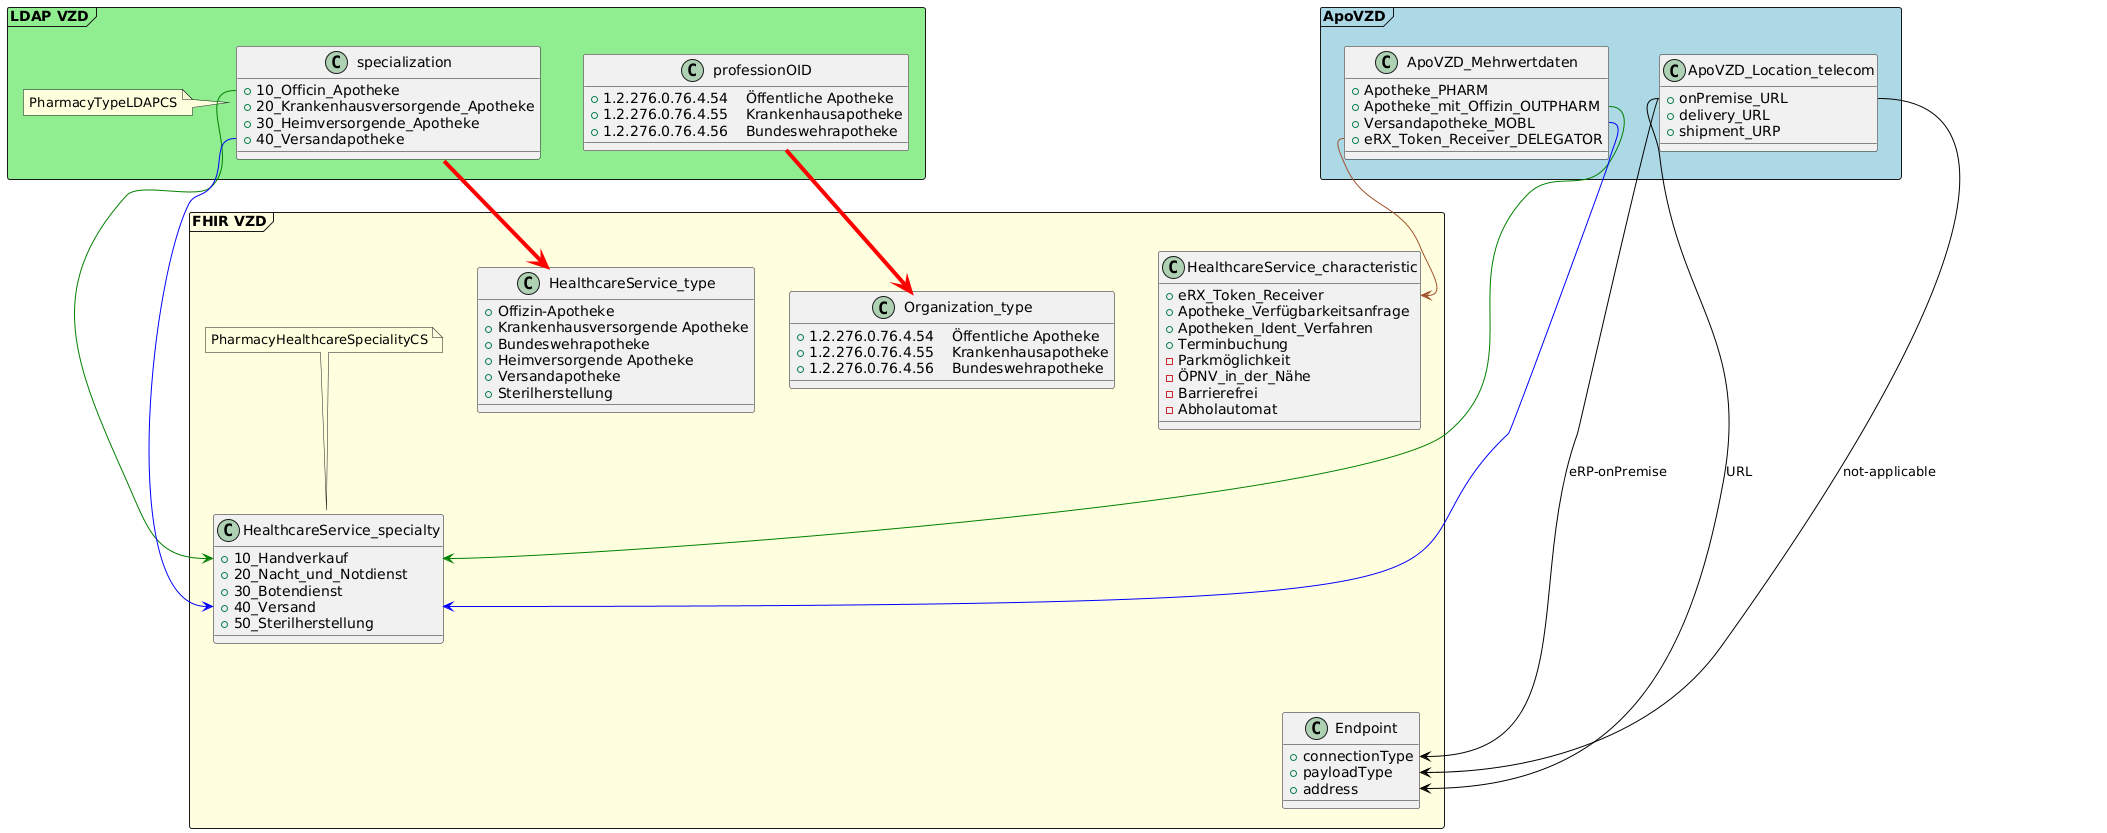 LDAP VZD
PharmacyTypeLDAPCS
C specialization
10_Officin_Apotheke
20_Krankenhausversorgende_Apotheke
30_Heimversorgende_Apotheke
40_Versandapotheke
C professionOID
1.2.276.0.76.4.54 Öffentliche Apotheke
1.2.276.0.76.4.55 Krankenhausapotheke
1.2.276.0.76.4.56 Bundeswehrapotheke
ApoVZD
C ApoVZD_Mehrwertdaten
Apotheke_PHARM
Apotheke_mit_Offizin_OUTPHARM
Versandapotheke_MOBL
eRX_Token_Receiver_DELEGATOR
C ApoVZD_Location_telecom
onPremise_URL
delivery_URL
shipment_URP
FHIR VZD
PharmacyHealthcareSpecialityCS
C HealthcareService_type
Offizin-Apotheke
Krankenhausversorgende Apotheke
Bundeswehrapotheke
Heimversorgende Apotheke
Versandapotheke
Sterilherstellung
C Organization_type
1.2.276.0.76.4.54 Öffentliche Apotheke
1.2.276.0.76.4.55 Krankenhausapotheke
1.2.276.0.76.4.56 Bundeswehrapotheke
C HealthcareService_characteristic
eRX_Token_Receiver
Apotheke_Verfügbarkeitsanfrage
Apotheken_Ident_Verfahren
Terminbuchung
Parkmöglichkeit
ÖPNV_in_der_Nähe
Barrierefrei
Abholautomat
eRP-onPremise
URL
not-applicable
C HealthcareService_specialty
10_Handverkauf
20_Nacht_und_Notdienst
30_Botendienst
40_Versand
50_Sterilherstellung
C Endpoint
connectionType
payloadType
address